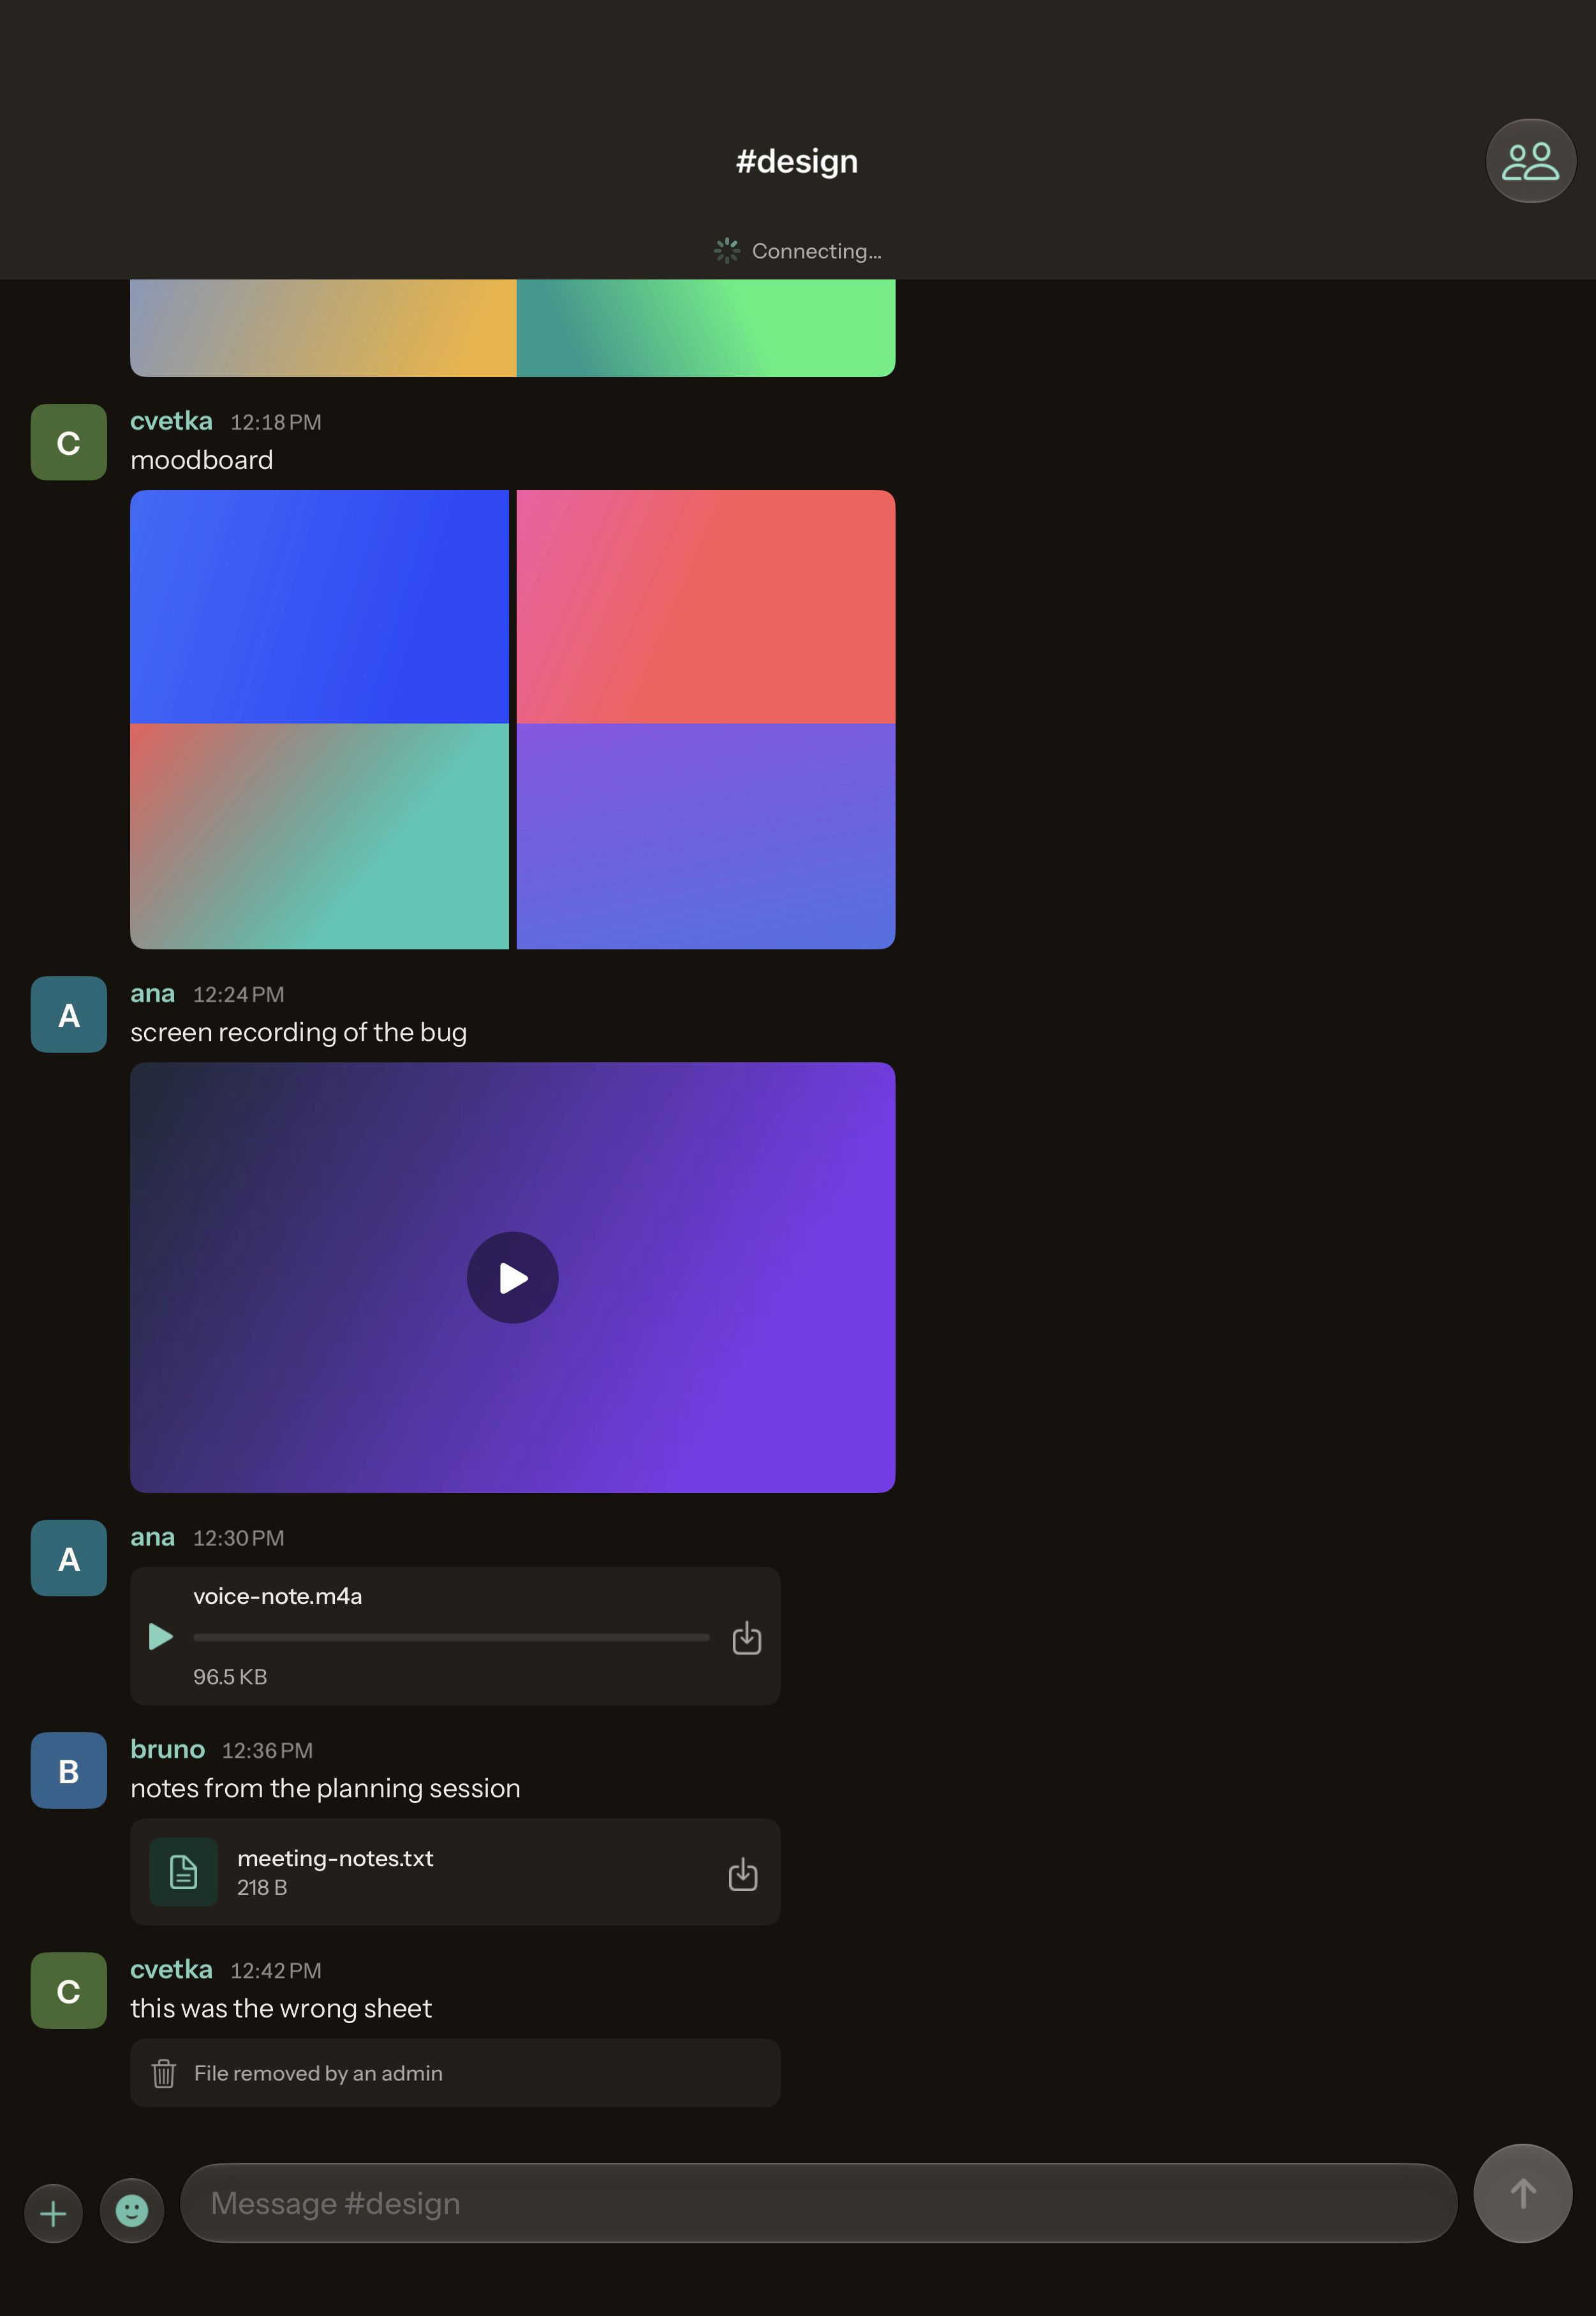 #design
Connecting...
C
cvetka 12:18 PM
moodboard
A
ana 12:24 PM
screen recording of the bug
A
ana 12:30 PM
voice-note.m4a
96.5 KB
B
bruno 12:36 PM
notes from the planning session
meeting-notes.txt
218 B
C
cvetka 12:42 PM
this was the wrong sheet
File removed by an admin
Message #design